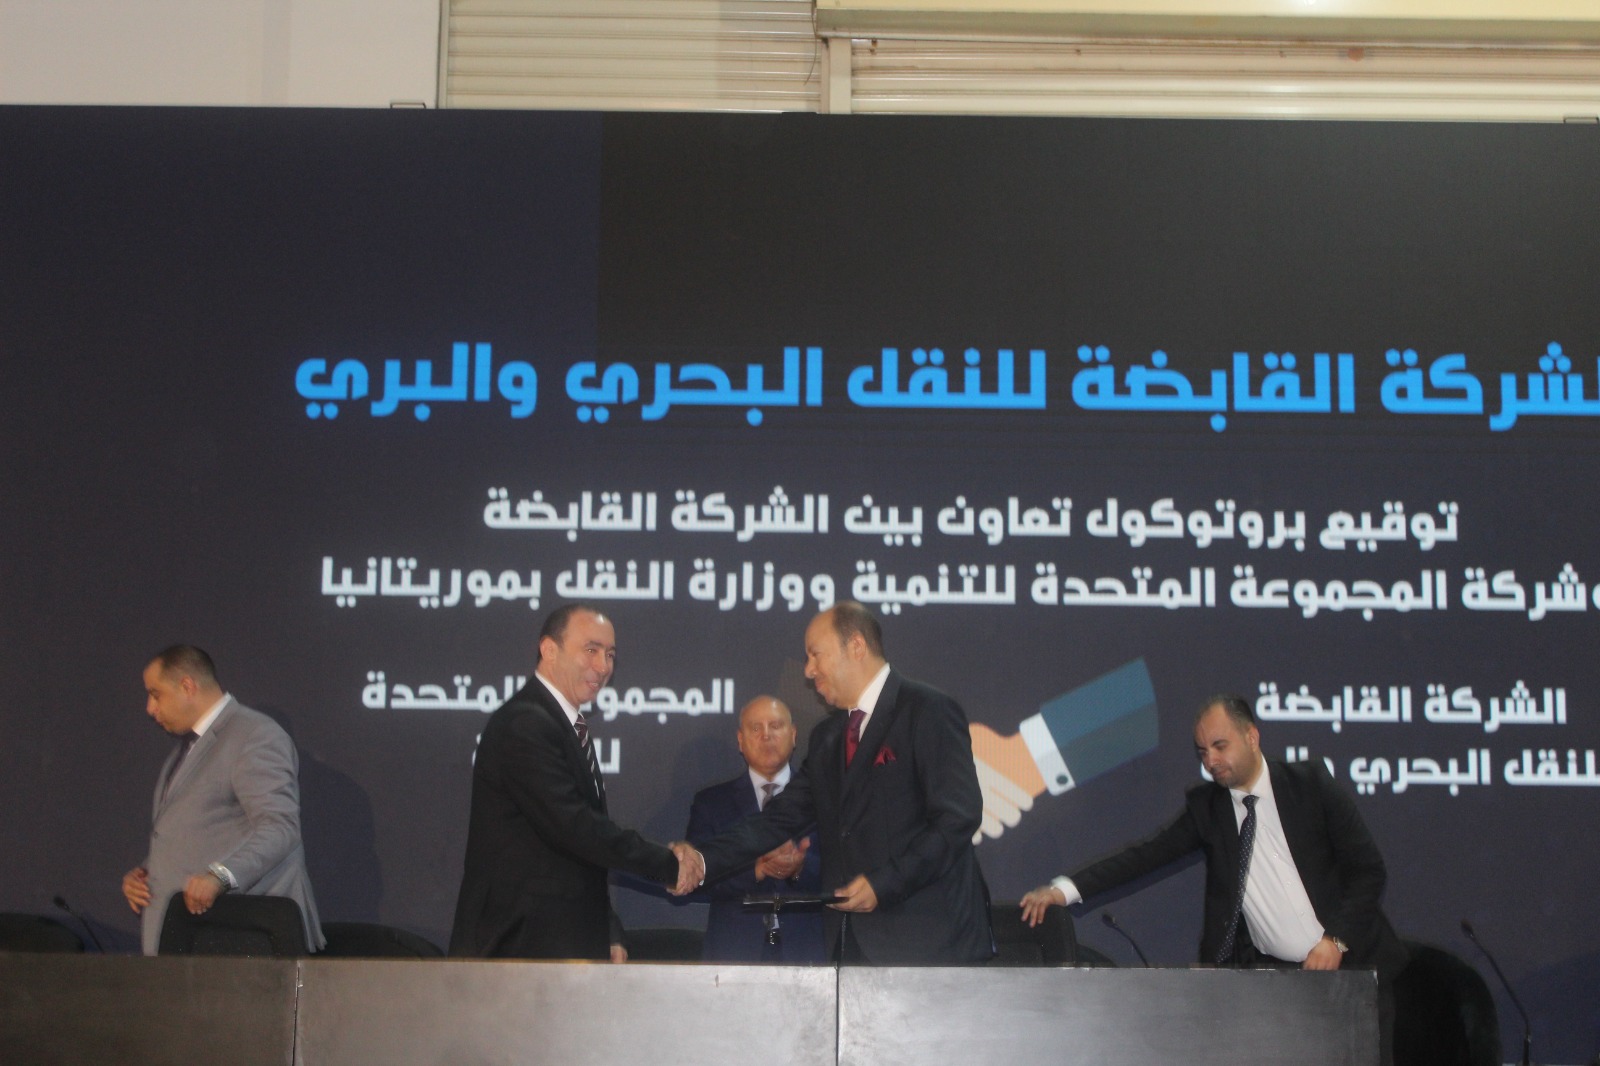 الشركة القابضة للنقل البحري والبري
توقيع بروتوكول تعاون بين الشركة القابضة
وشركة المجموعة المتحدة للتنمية ووزارة النقل بموريتانيا
الشركة القابضة
للنقل البحري
المجموعة المتحدة